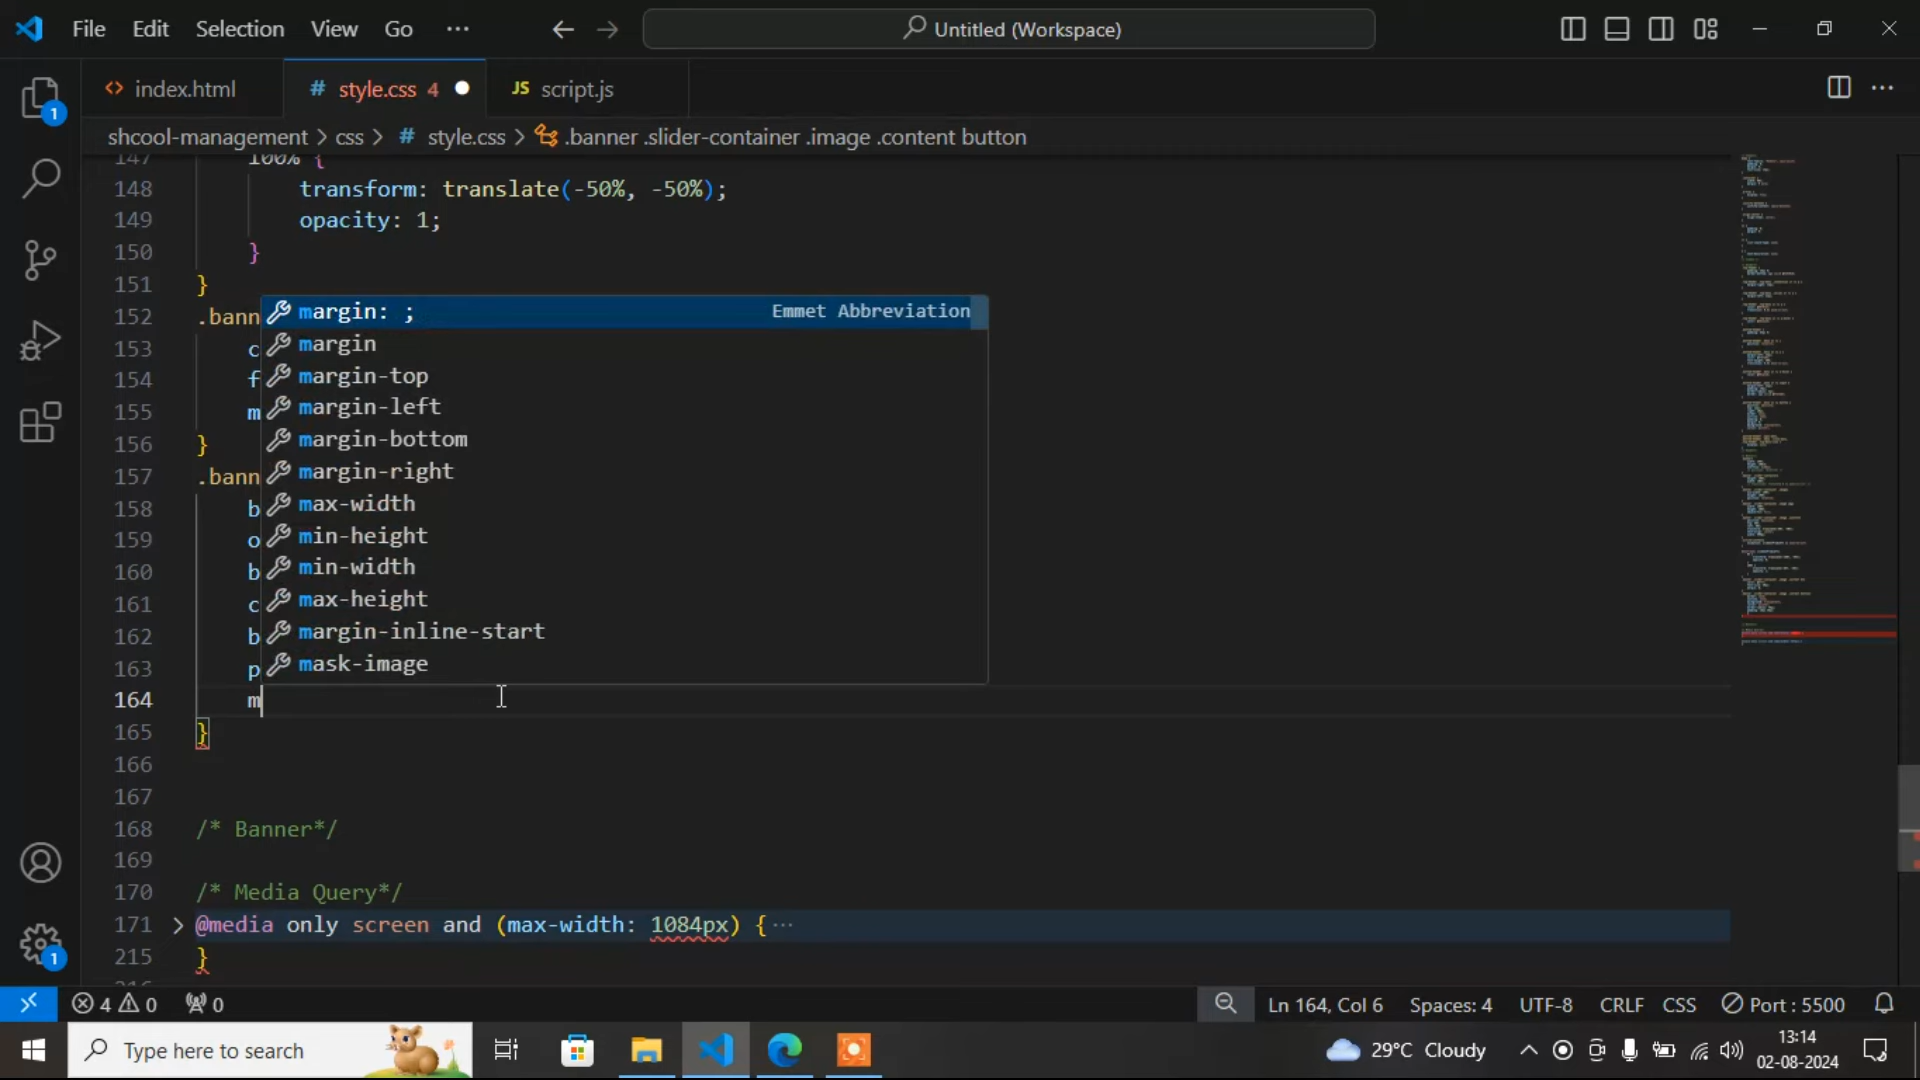 File Edit Selection View Go ··· Untitled (Workspace)
index.html # style.css 4 JS script.js
shcool-management > css > # style.css > .banner .slider-container .image .content button
147 100% {
148 transform: translate(-50%, -50%);
149 opacity: 1;
150 }
151 }
152 .bann
153 c
154 f
155 m
156 }
157 .bann
158 b
159 o
160 b
161 c
162 b
163 p
164 m
165 }
margin: ; Emmet Abbreviation
margin
margin-top
margin-left
margin-bottom
margin-right
max-width
min-height
min-width
max-height
margin-inline-start
mask-image
166
167
168 /* Banner*/
169
170 /* Media Query*/
171 @media only screen and (max-width: 1084px) { ···
215 }
1
1
4 0 0 Ln 164, Col 6 Spaces: 4 UTF-8 CRLF CSS Port : 5500
Type here to search 29°C Cloudy 13:14
02-08-2024